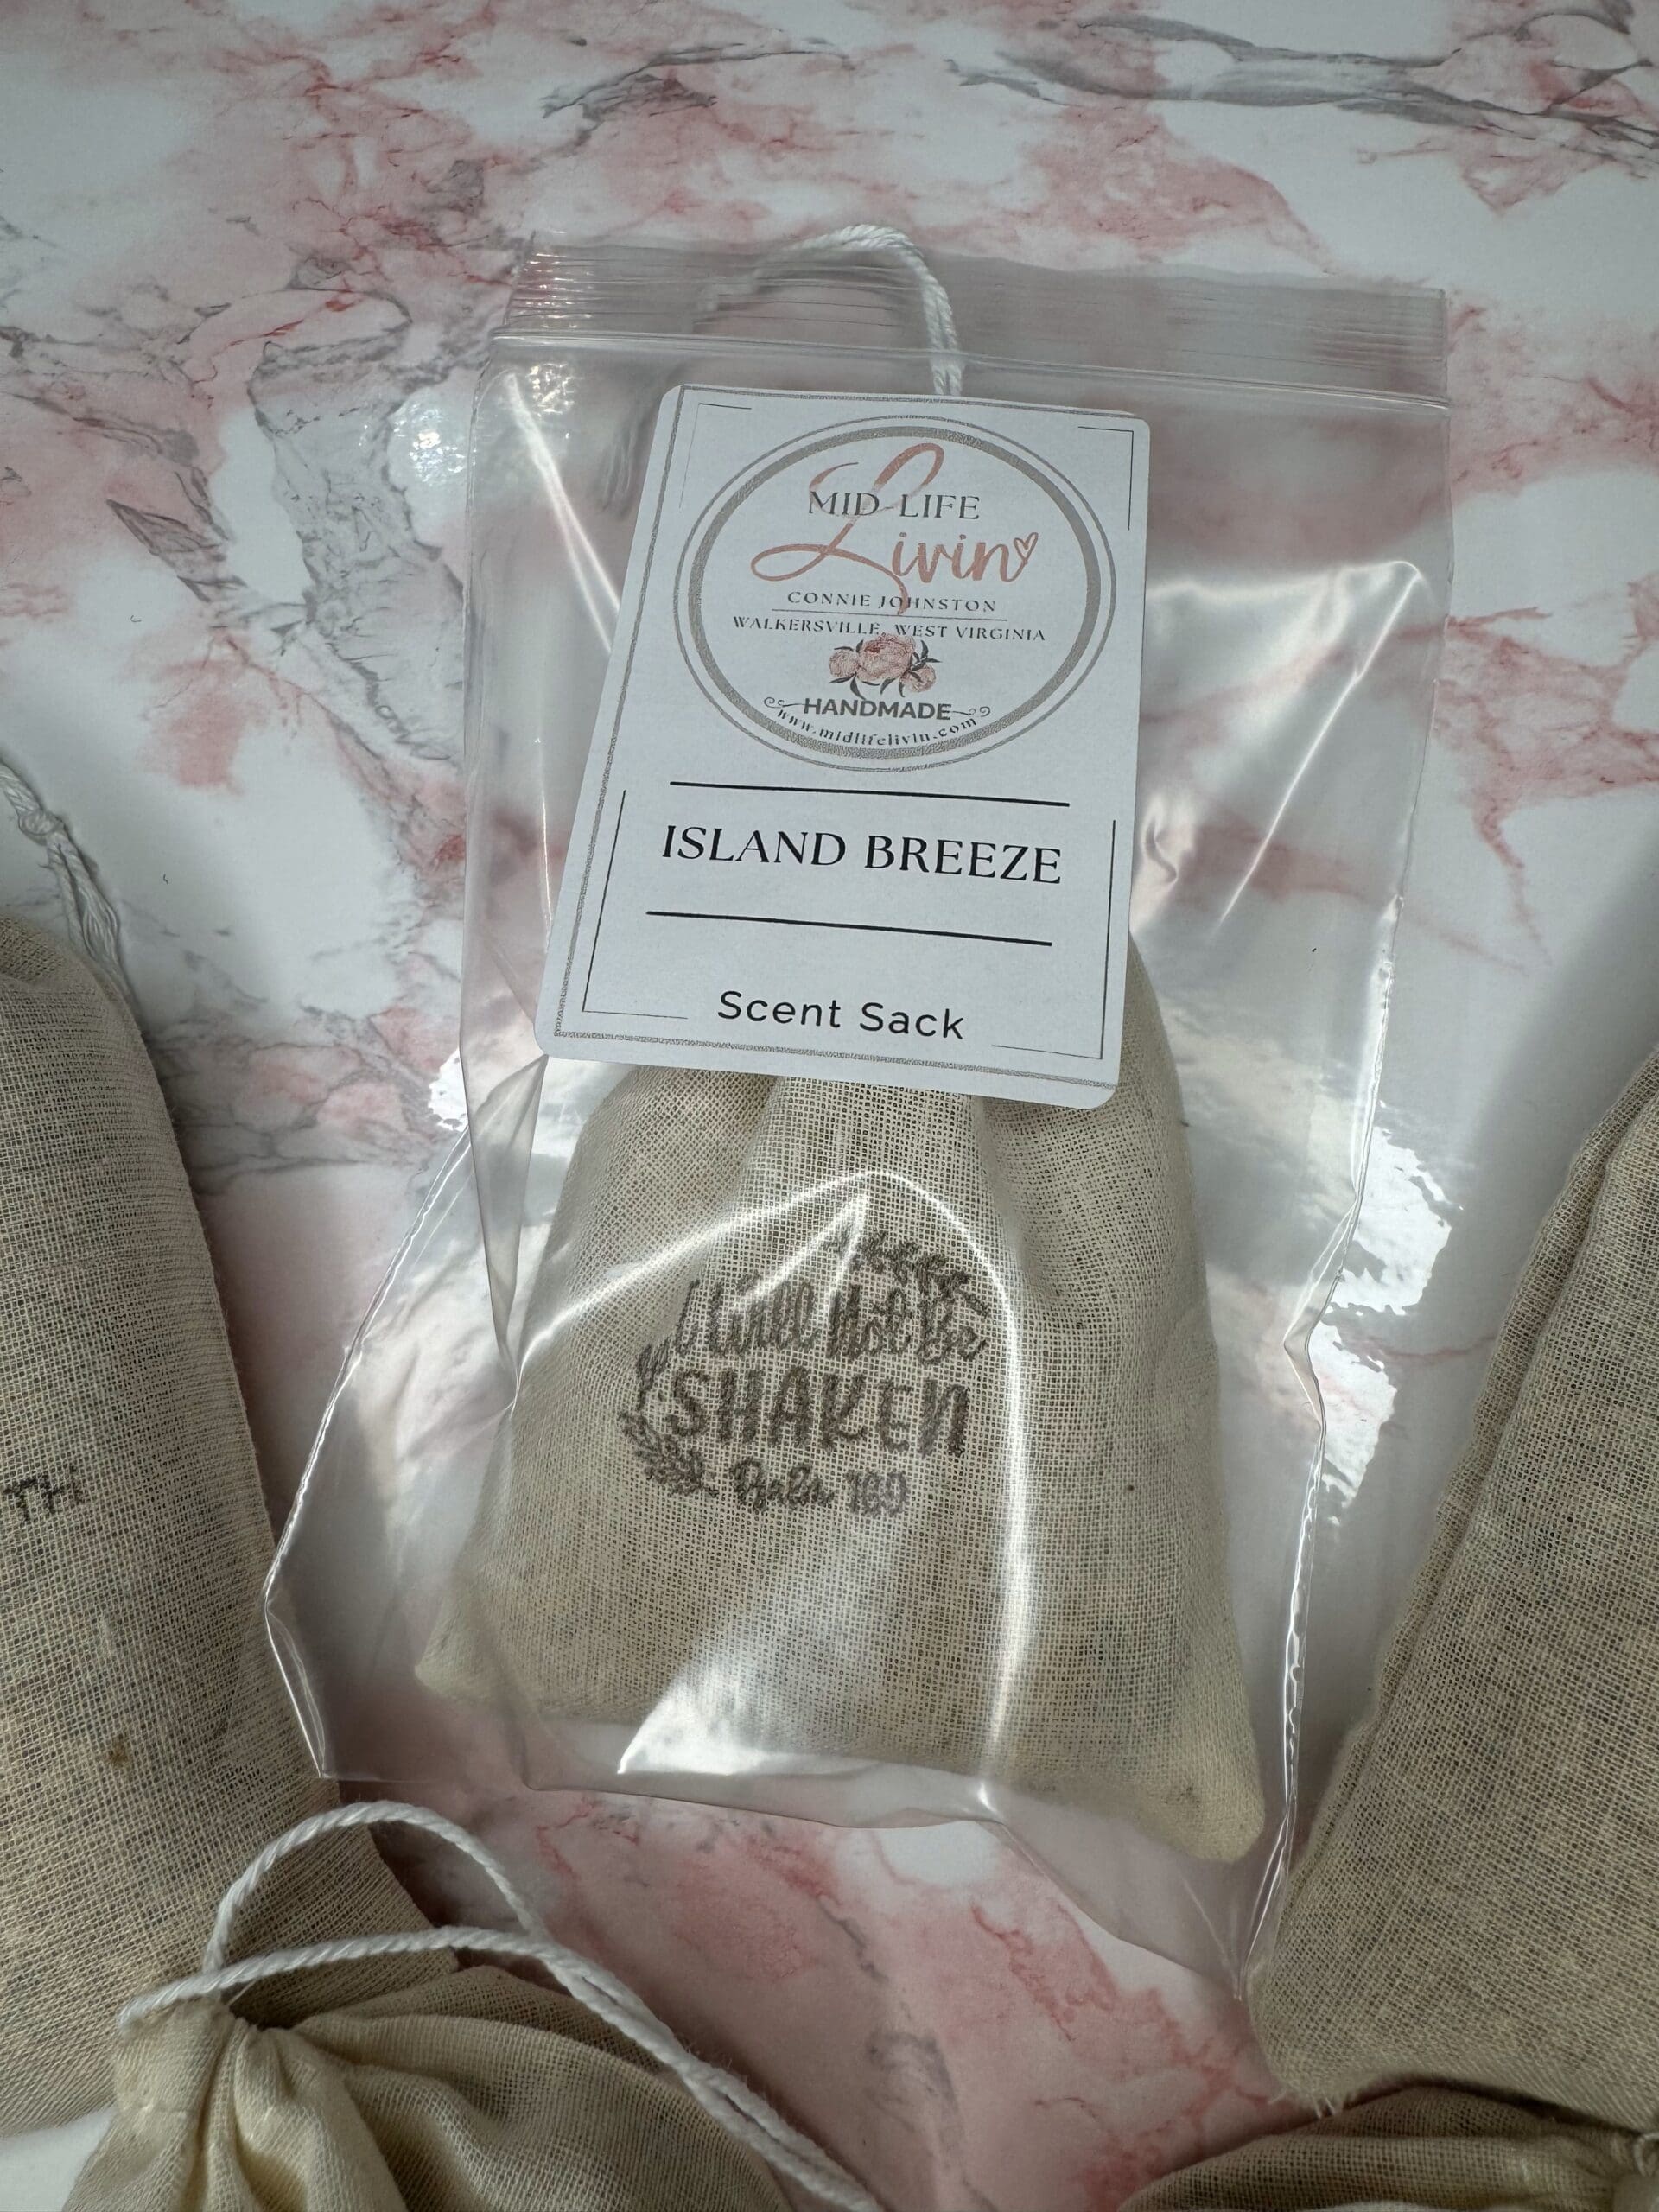 MID-LIFE
Livin
CONNIE JOHNSTON
WALKERSVILLE, WEST VIRGINIA
HANDMADE
www.midlifelivin.com
ISLAND BREEZE
Scent Sack
I Will Not Be
SHAKEN
TH